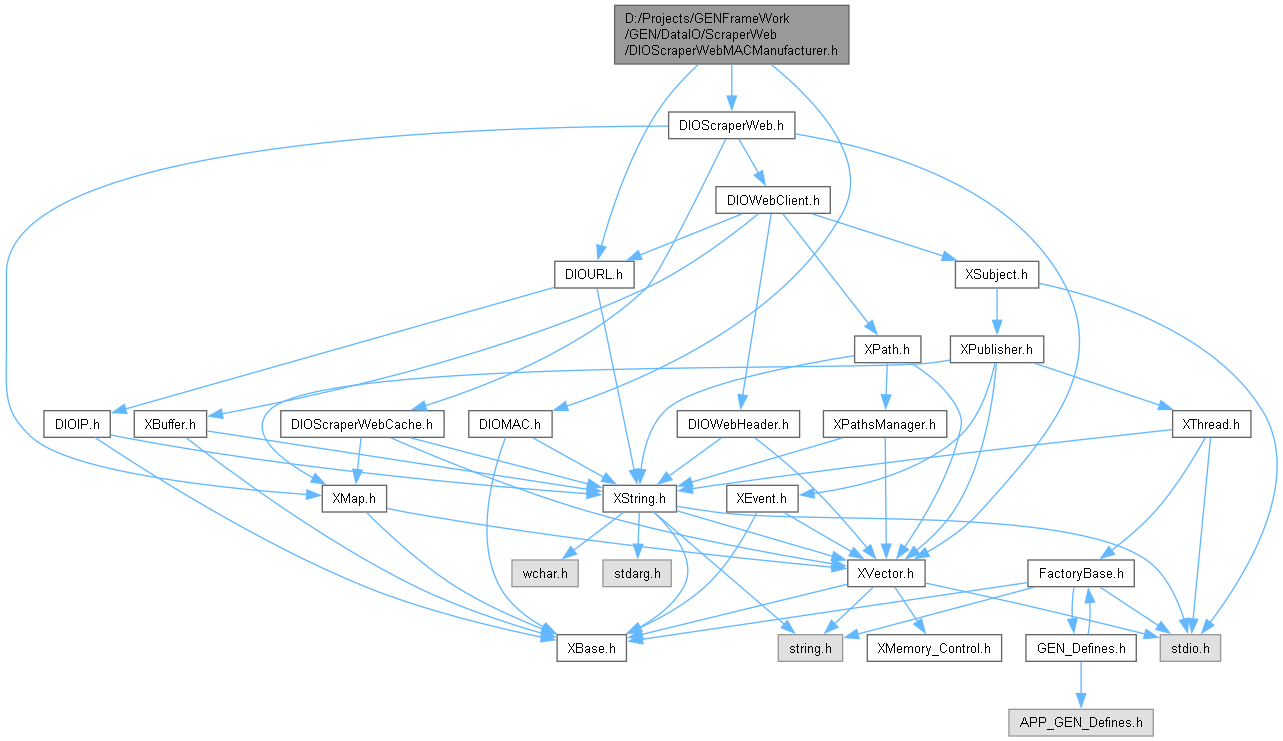 D:/Projects/GENFrameWork
/GEN/DataIO/ScraperWeb
/DIOScraperWebMACManufacturer.h
DIOScraperWeb.h
DIOWebClient.h
DIOURL.h
XSubject.h
XPath.h
XPublisher.h
DIOIP.h
XBuffer.h
DIOScraperWebCache.h
DIOMAC.h
DIOWebHeader.h
XPathsManager.h
XThread.h
XMap.h
XString.h
XEvent.h
wchar.h
stdarg.h
XVector.h
FactoryBase.h
XBase.h
string.h
XMemory_Control.h
GEN_Defines.h
stdio.h
APP_GEN_Defines.h